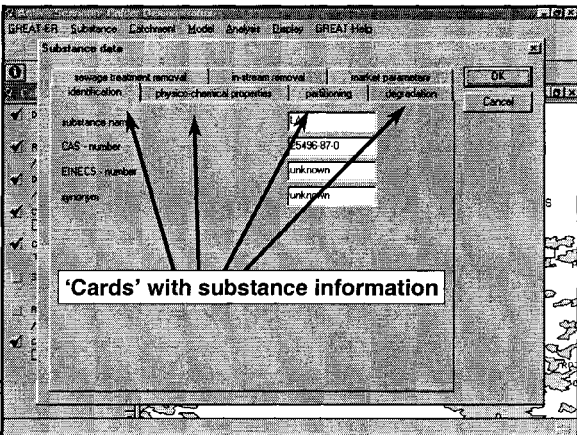 GREAT-ER Substance Catchment Model Analysis Display GREAT-Help
Substance data
sewage treatment removal in-stream removal market parameters
identification physico-chemical properties partitioning degradation
OK
Cancel
substance name
CAS - number 25496-87-0
EINECS - number unknown
synonym unknown
'Cards' with substance information